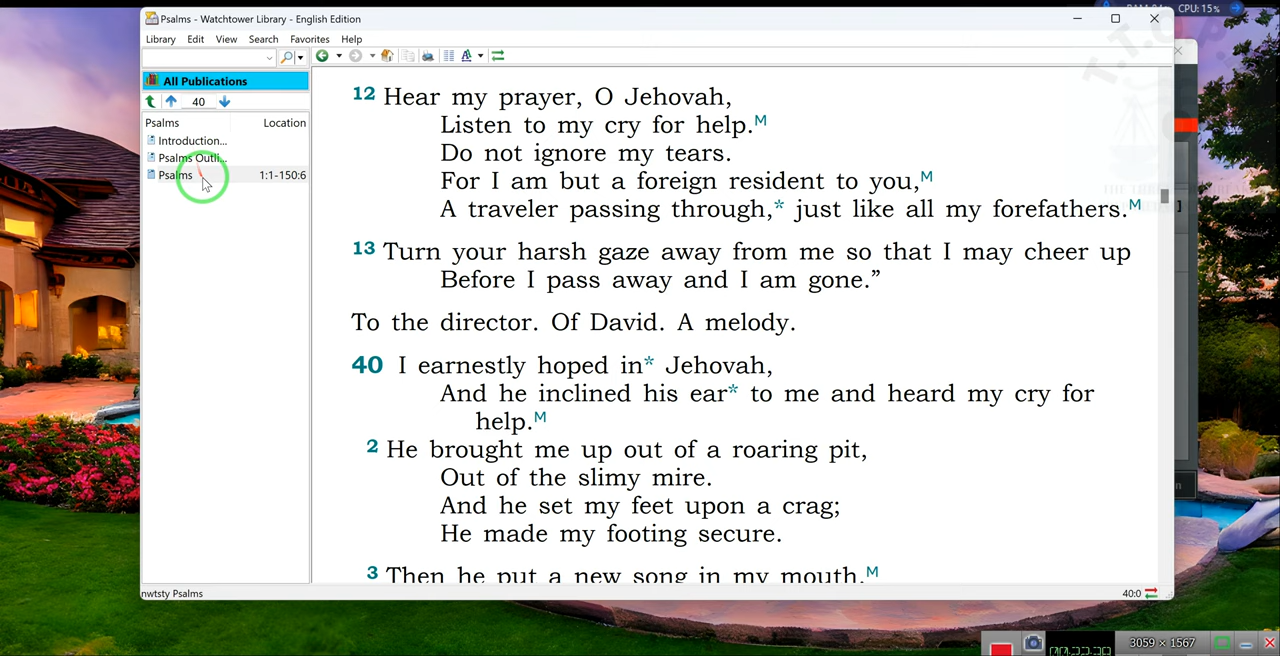 CPU: 15%
Psalms - Watchtower Library - English Edition
Library Edit View Search Favorites Help
All Publications
40
Psalms Location
Introduction...
Psalms Outli...
Psalms 1:1-150:6
12 Hear my prayer, O Jehovah,
Listen to my cry for help.M
Do not ignore my tears.
For I am but a foreign resident to you,M
A traveler passing through,* just like all my forefathers.M
13 Turn your harsh gaze away from me so that I may cheer up
Before I pass away and I am gone.”
To the director. Of David. A melody.
40 I earnestly hoped in* Jehovah,
And he inclined his ear* to me and heard my cry for
help.M
2 He brought me up out of a roaring pit,
Out of the slimy mire.
And he set my feet upon a crag;
He made my footing secure.
3 Then he put a new song in my mouth.M
nwtsty Psalms 40:0
3059 × 1567